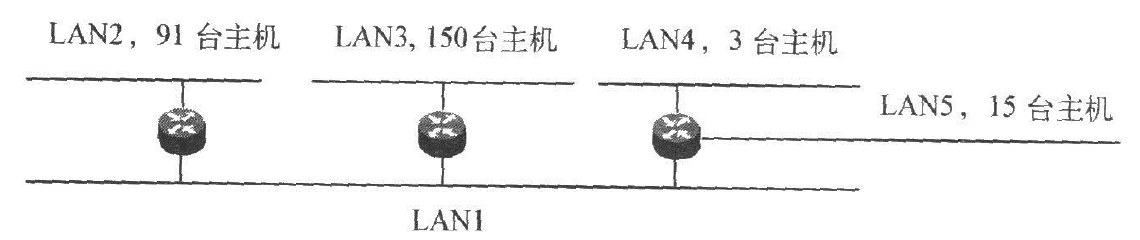 LAN2，91 台主机
LAN3, 150台主机
LAN4，3 台主机
LAN5，15 台主机
LAN1